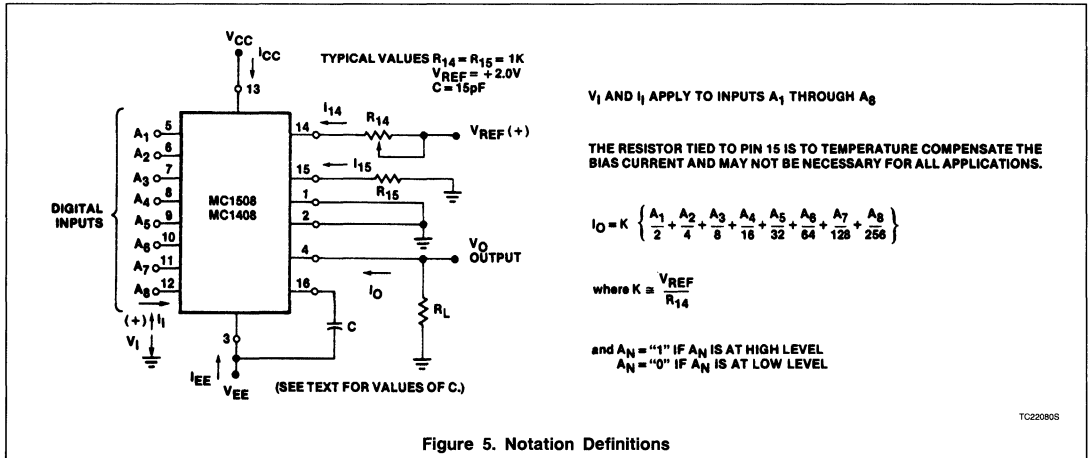 VCC
ICC
TYPICAL VALUES R14 = R15 = 1K
VREF = +2.0V
C = 15pF
13
I14
R14
VREF (+)
14
A1 5
A2 6
A3 7
A4 8
A5 9
A6 10
A7 11
A8 12
DIGITAL
INPUTS
MC1508
MC1408
15
I15
R15
1
2
4
VO
OUTPUT
IO
16
RL
C
(+)
II
VI
3
IEE
VEE
(SEE TEXT FOR VALUES OF C.)
VI AND II APPLY TO INPUTS A1 THROUGH A8
THE RESISTOR TIED TO PIN 15 IS TO TEMPERATURE COMPENSATE THE
BIAS CURRENT AND MAY NOT BE NECESSARY FOR ALL APPLICATIONS.
IO = K { A1/2 + A2/4 + A3/8 + A4/16 + A5/32 + A6/64 + A7/128 + A8/256 }
where K ≅ VREF/R14
and AN = "1" IF AN IS AT HIGH LEVEL
AN = "0" IF AN IS AT LOW LEVEL
TC22080S
Figure 5. Notation Definitions